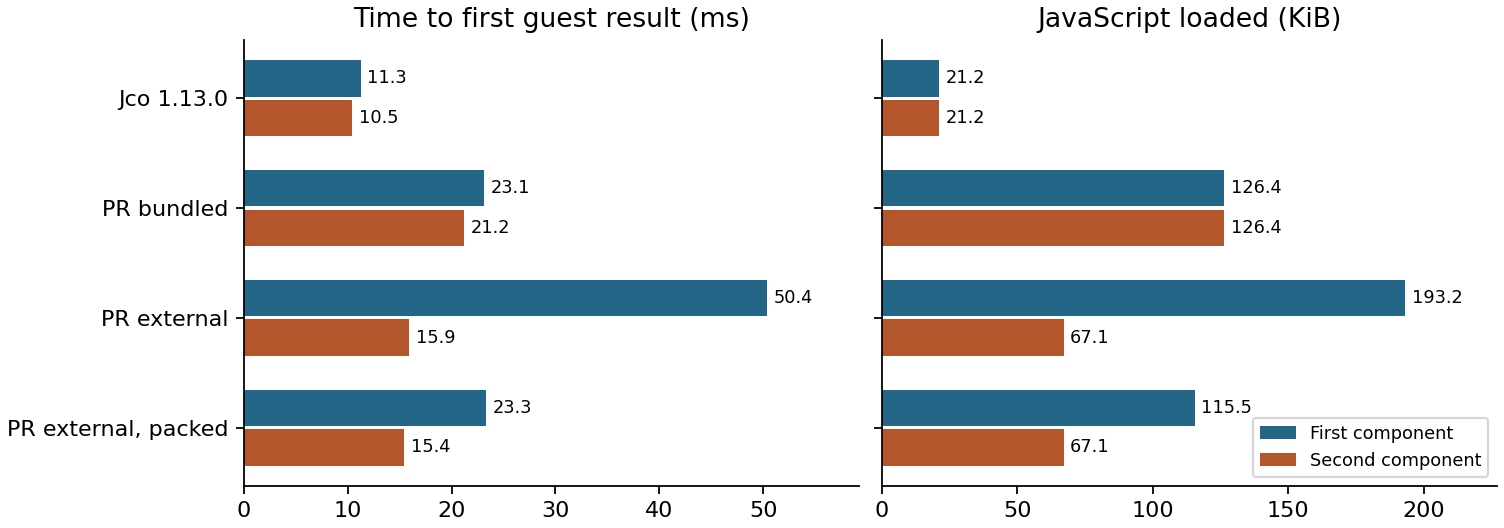 Time to first guest result (ms)
JavaScript loaded (KiB)
Jco 1.13.0
11.3
10.5
21.2
21.2
PR bundled
23.1
21.2
126.4
126.4
PR external
50.4
15.9
193.2
67.1
PR external, packed
23.3
15.4
115.5
67.1
First component
Second component
0 10 20 30 40 50
0 50 100 150 200